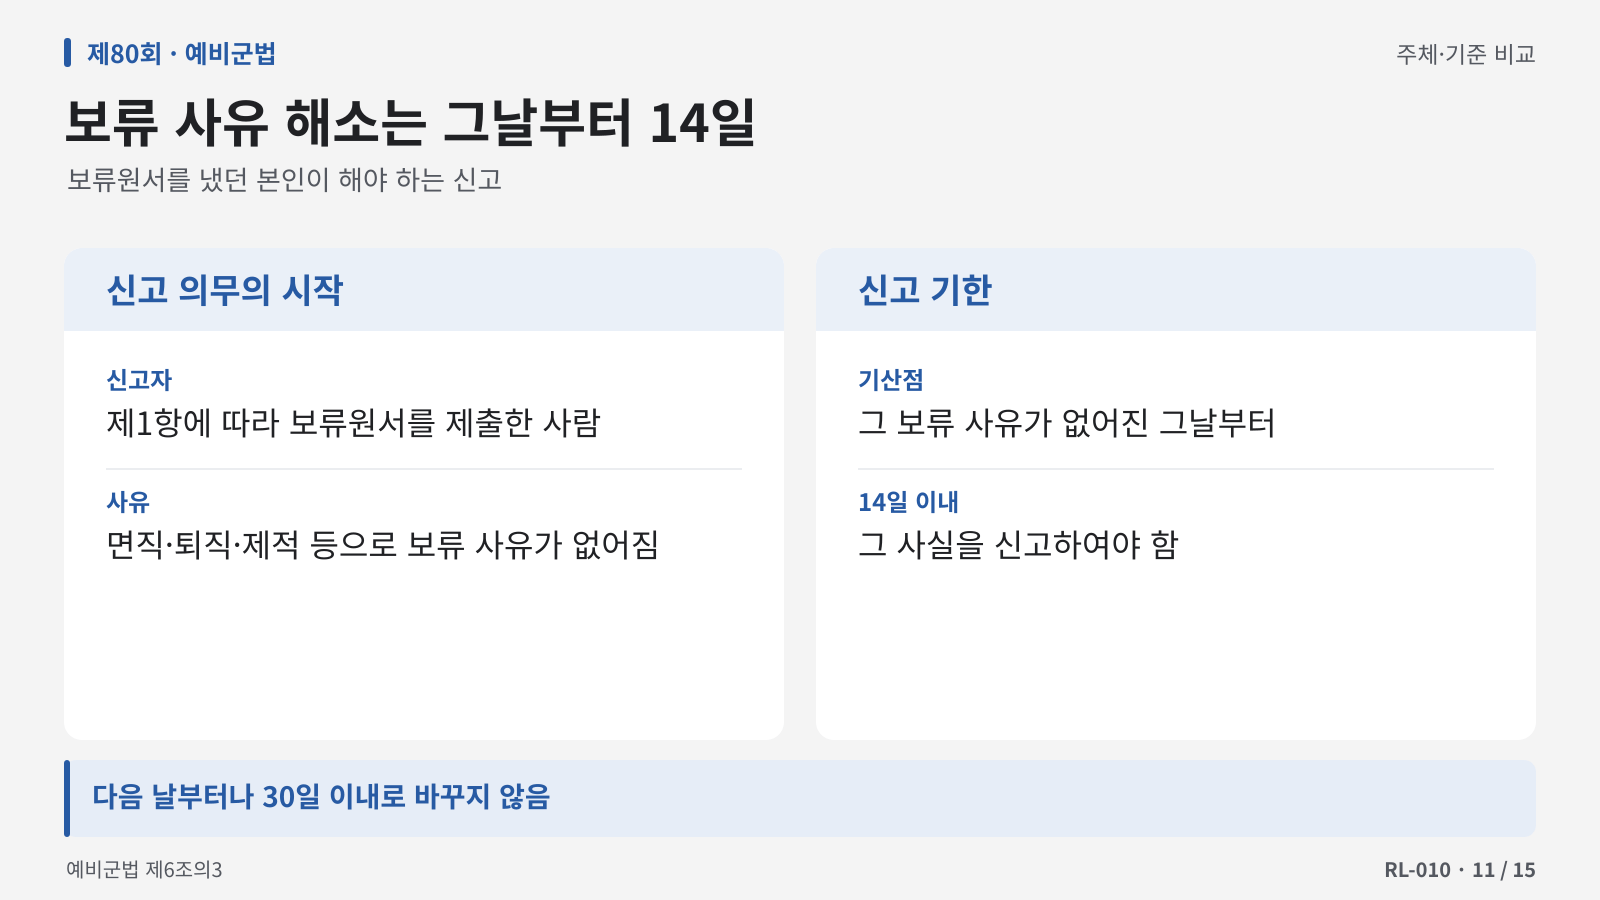 제80회 · 예비군법
주체·기준 비교
보류 사유 해소는 그날부터 14일
보류원서를 냈던 본인이 해야 하는 신고
신고 의무의 시작
신고자
제1항에 따라 보류원서를 제출한 사람
사유
면직·퇴직·제적 등으로 보류 사유가 없어짐
신고 기한
기산점
그 보류 사유가 없어진 그날부터
14일 이내
그 사실을 신고하여야 함
다음 날부터나 30일 이내로 바꾸지 않음
예비군법 제6조의3
RL-010 · 11 / 15